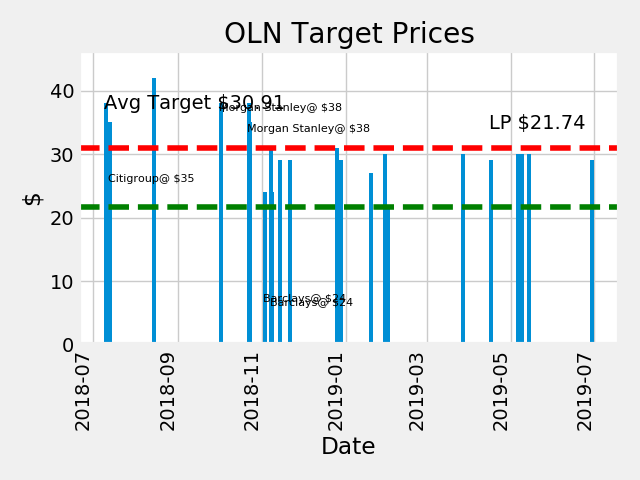 OLN Target Prices
Avg Target $30.91
Morgan Stanley@ $38
LP $21.74
Morgan Stanley@ $38
Citigroup@ $35
Barclays@ $24
Barclays@ $24
$
40
30
20
10
0
2018-07
2018-09
2018-11
2019-01
2019-03
2019-05
2019-07
Date